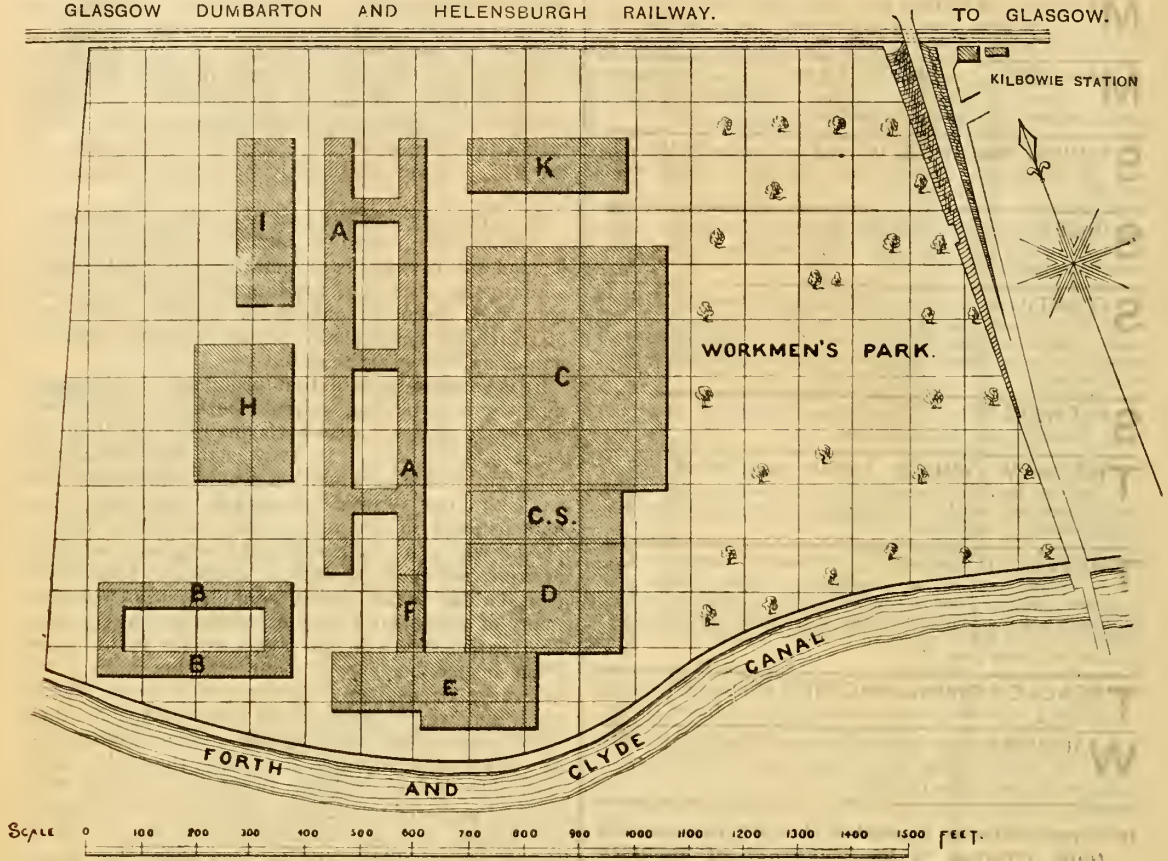 GLASGOW DUMBARTON AND HELENSBURGH RAILWAY. TO GLASGOW.
KILBOWIE STATION
K
I
A
WORKMEN'S PARK.
C
H
A
C.S.
B
D
F
B
E
CANAL
FORTH AND CLYDE
SCALE 0 100 200 300 400 500 600 700 800 900 1000 1100 1200 1300 1400 1500 FEET.